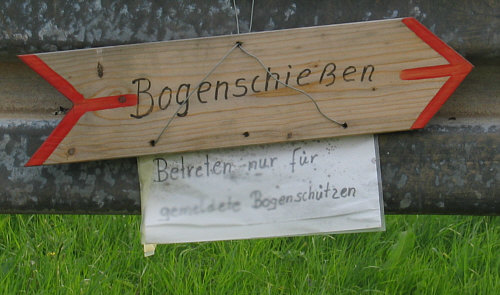 Bogenschießen
Betreten nur für
gemeldete Bogenschützen